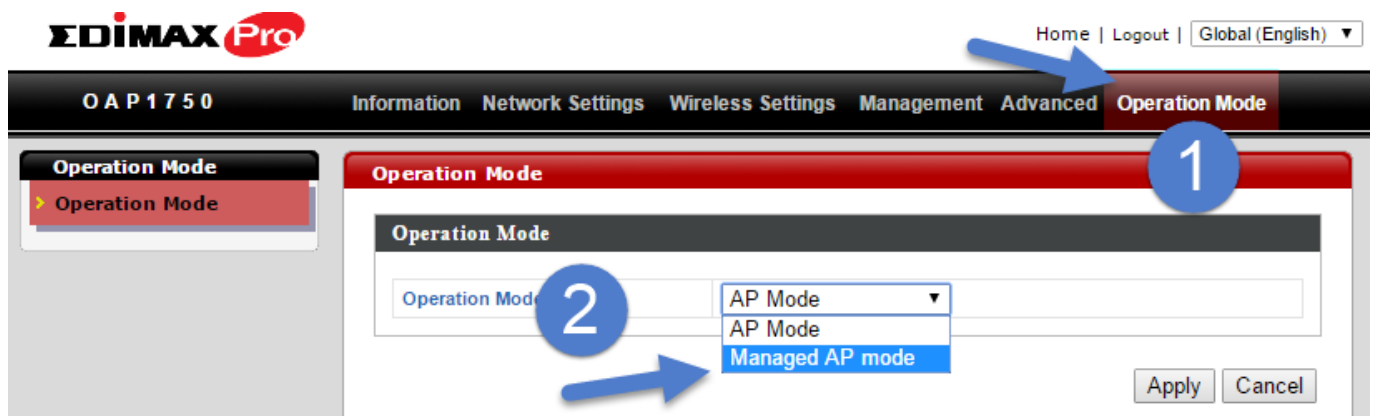 EDiMAX Pro
Home | Logout | Global (English)
OAP1750
Information Network Settings Wireless Settings Management Advanced Operation Mode
1
Operation Mode
Operation Mode
Operation Mode
Operation Mode
Operation Mode
2
AP Mode
AP Mode
Managed AP mode
Apply Cancel